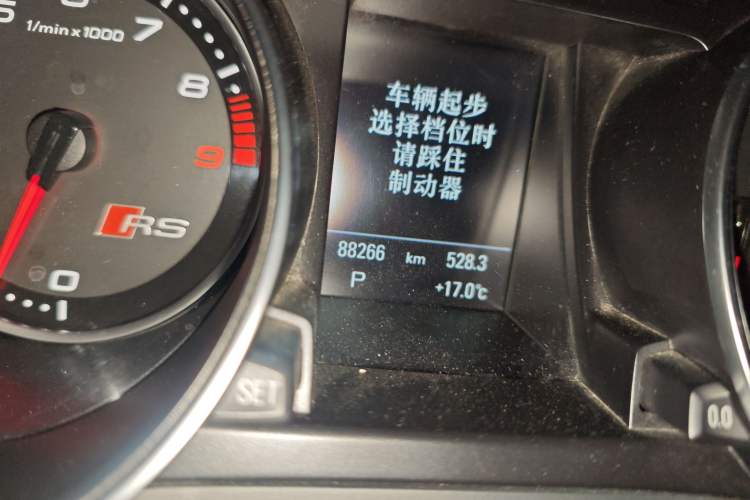 1/min x 1000
7
8
9
RS
0
车辆起步
选择档位时
请踩住
制动器
88266 km 528.3
P +17.0°C
SET
0.0